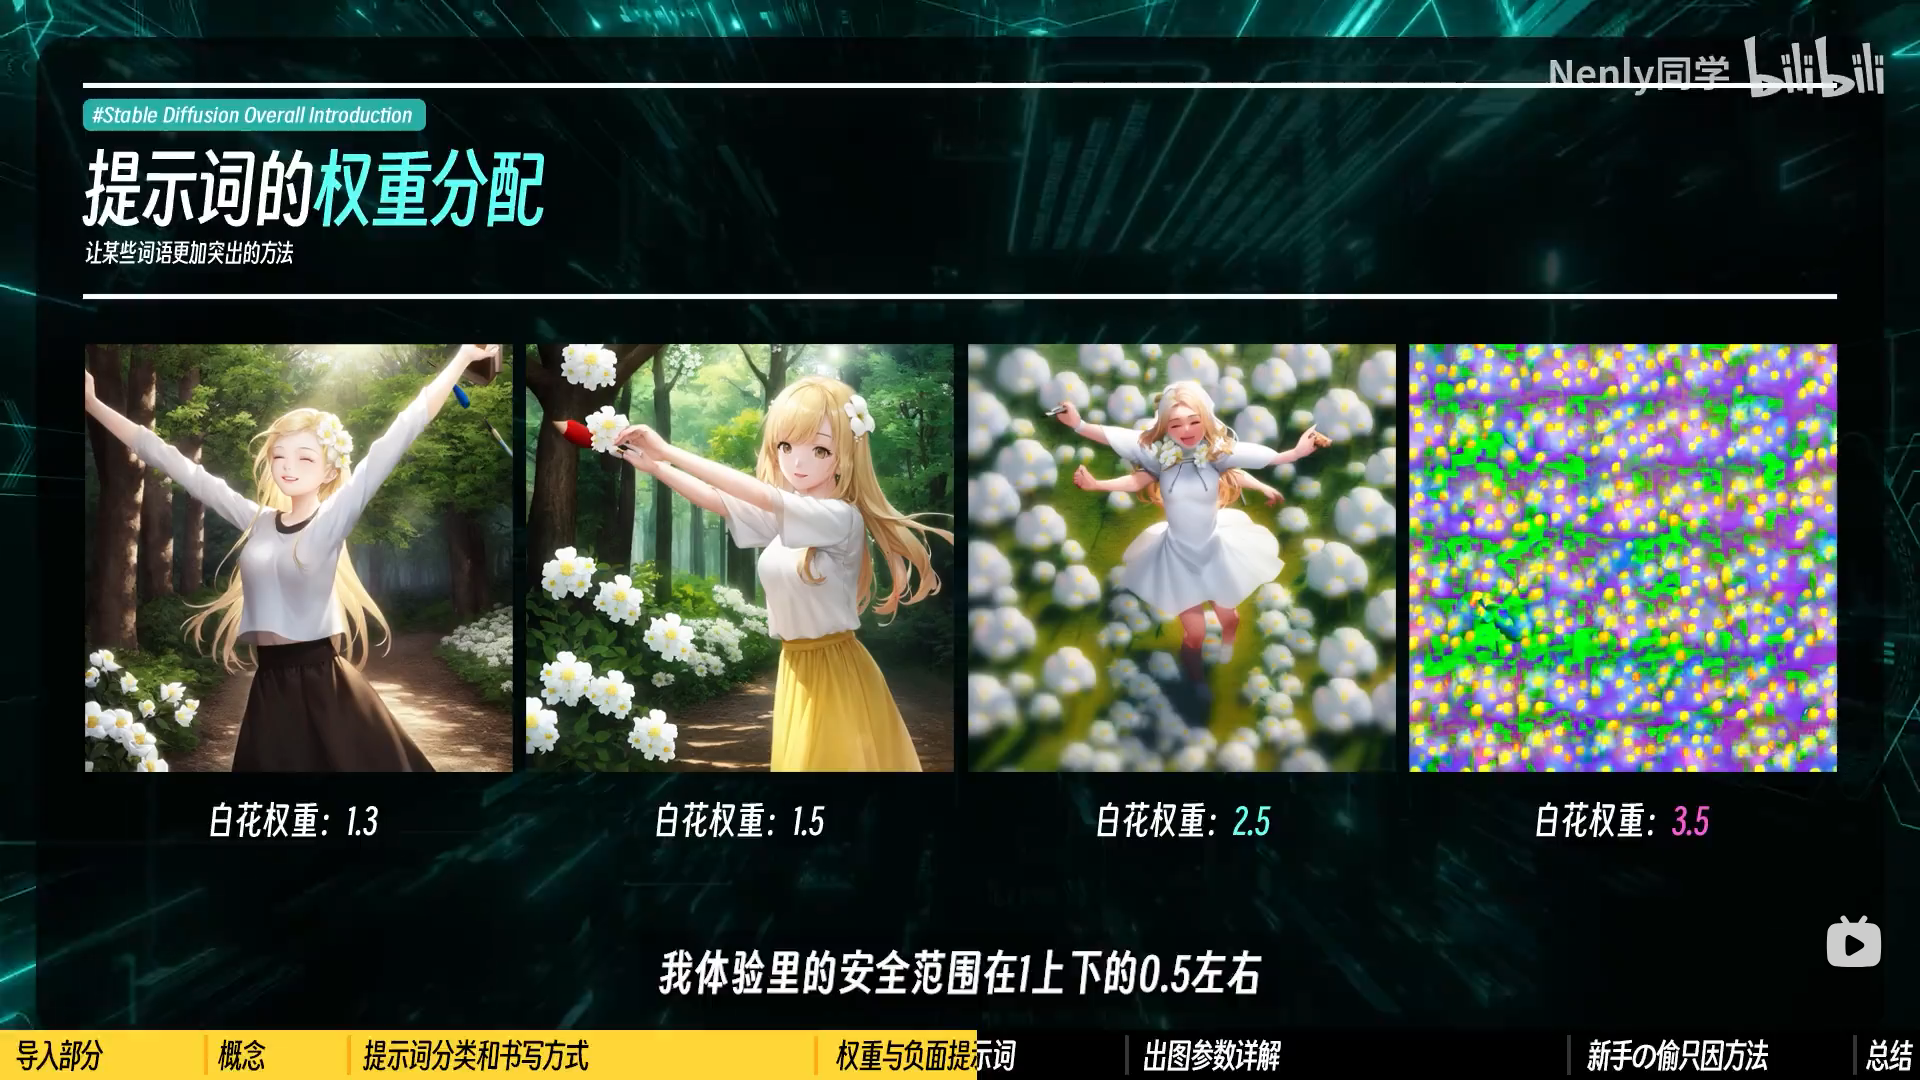 Nenly同学 bilibili
#Stable Diffusion Overall Introduction
提示词的权重分配
让某些词语更加突出的方法
白花权重：1.3
白花权重：1.5
白花权重：2.5
白花权重：3.5
我体验里的安全范围在1上下的0.5左右
导入部分
概念
提示词分类和书写方式
权重与负面提示词
出图参数详解
新手の偷只因方法
总结